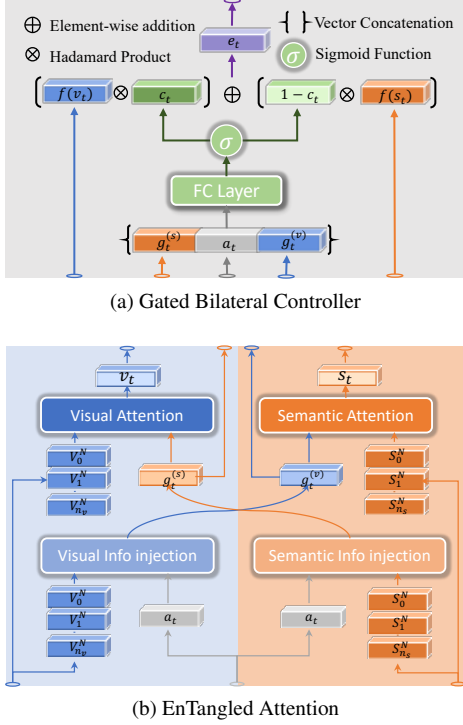 ⊕ Element-wise addition
⊗ Hadamard Product
e_t
{ } Vector Concatenation
σ Sigmoid Function
( f(v_t) ⊗ c_t ) ⊕ ( 1 − c_t ⊗ f(s_t) )
σ
FC Layer
{ g_t^(s) a_t g_t^(v) }
(a) Gated Bilateral Controller
v_t
s_t
Visual Attention
Semantic Attention
V_0^N
V_1^N
V_{n_v}^N
g_t^(s)
g_t^(v)
S_0^N
S_1^N
S_{n_s}^N
Visual Info injection
Semantic Info injection
V_0^N
V_1^N
V_{n_v}^N
a_t
a_t
S_0^N
S_1^N
S_{n_s}^N
(b) EnTangled Attention